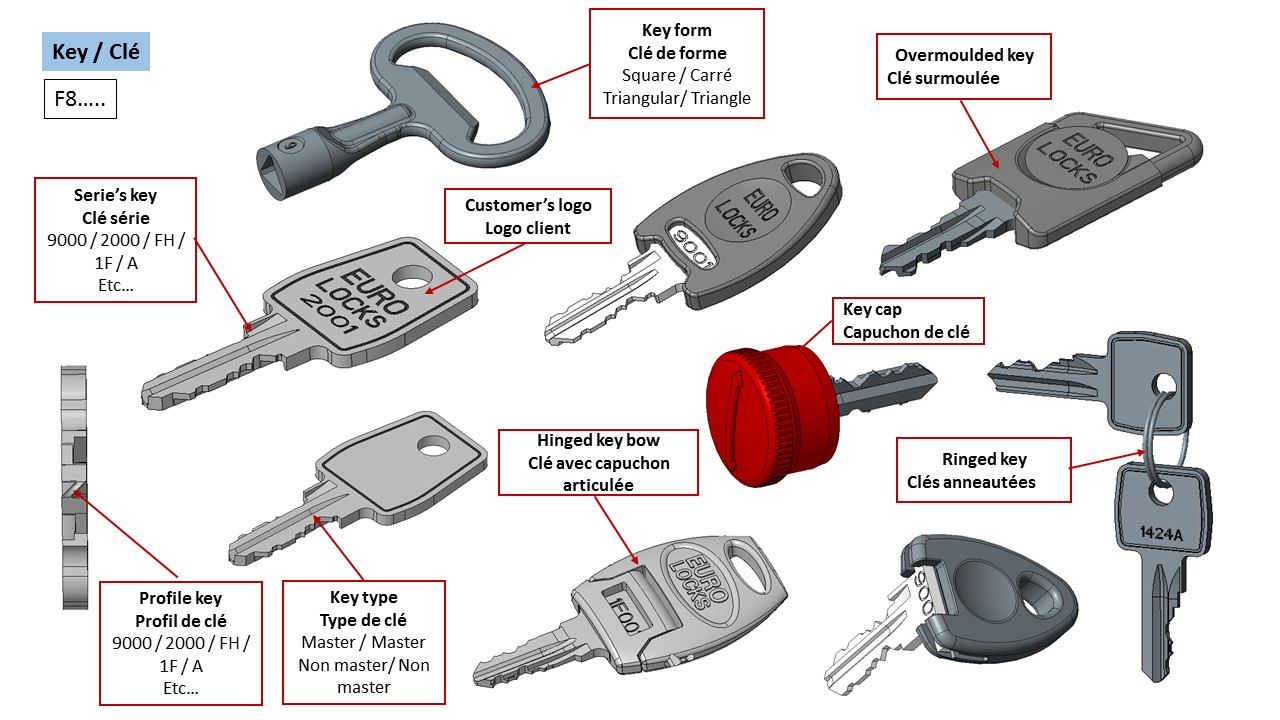 Key / Clé
F8.....
Key form
Clé de forme
Square / Carré
Triangular/ Triangle
Overmoulded key
Clé surmoulée
Serie's key
Clé série
9000 / 2000 / FH /
1F / A
Etc...
Customer's logo
Logo client
EURO
LOCKS
2001
EURO
LOCKS
9001
EURO
LOCKS
Key cap
Capuchon de clé
Hinged key bow
Clé avec capuchon
articulée
Ringed key
Clés anneautées
1424A
EURO
LOCKS
1F001
Profile key
Profil de clé
9000 / 2000 / FH /
1F / A
Etc...
Key type
Type de clé
Master / Master
Non master/ Non
master